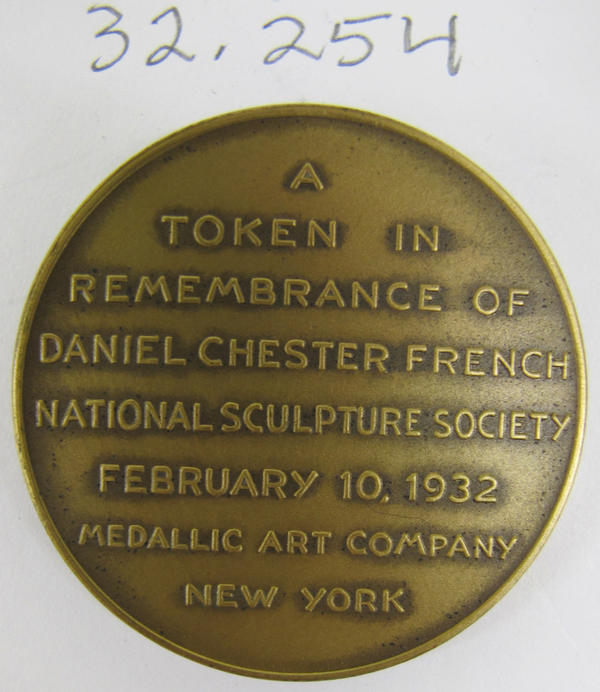 32.254
A
TOKEN IN
REMEMBRANCE OF
DANIEL CHESTER FRENCH
NATIONAL SCULPTURE SOCIETY
FEBRUARY 10, 1932
MEDALLIC ART COMPANY
NEW YORK